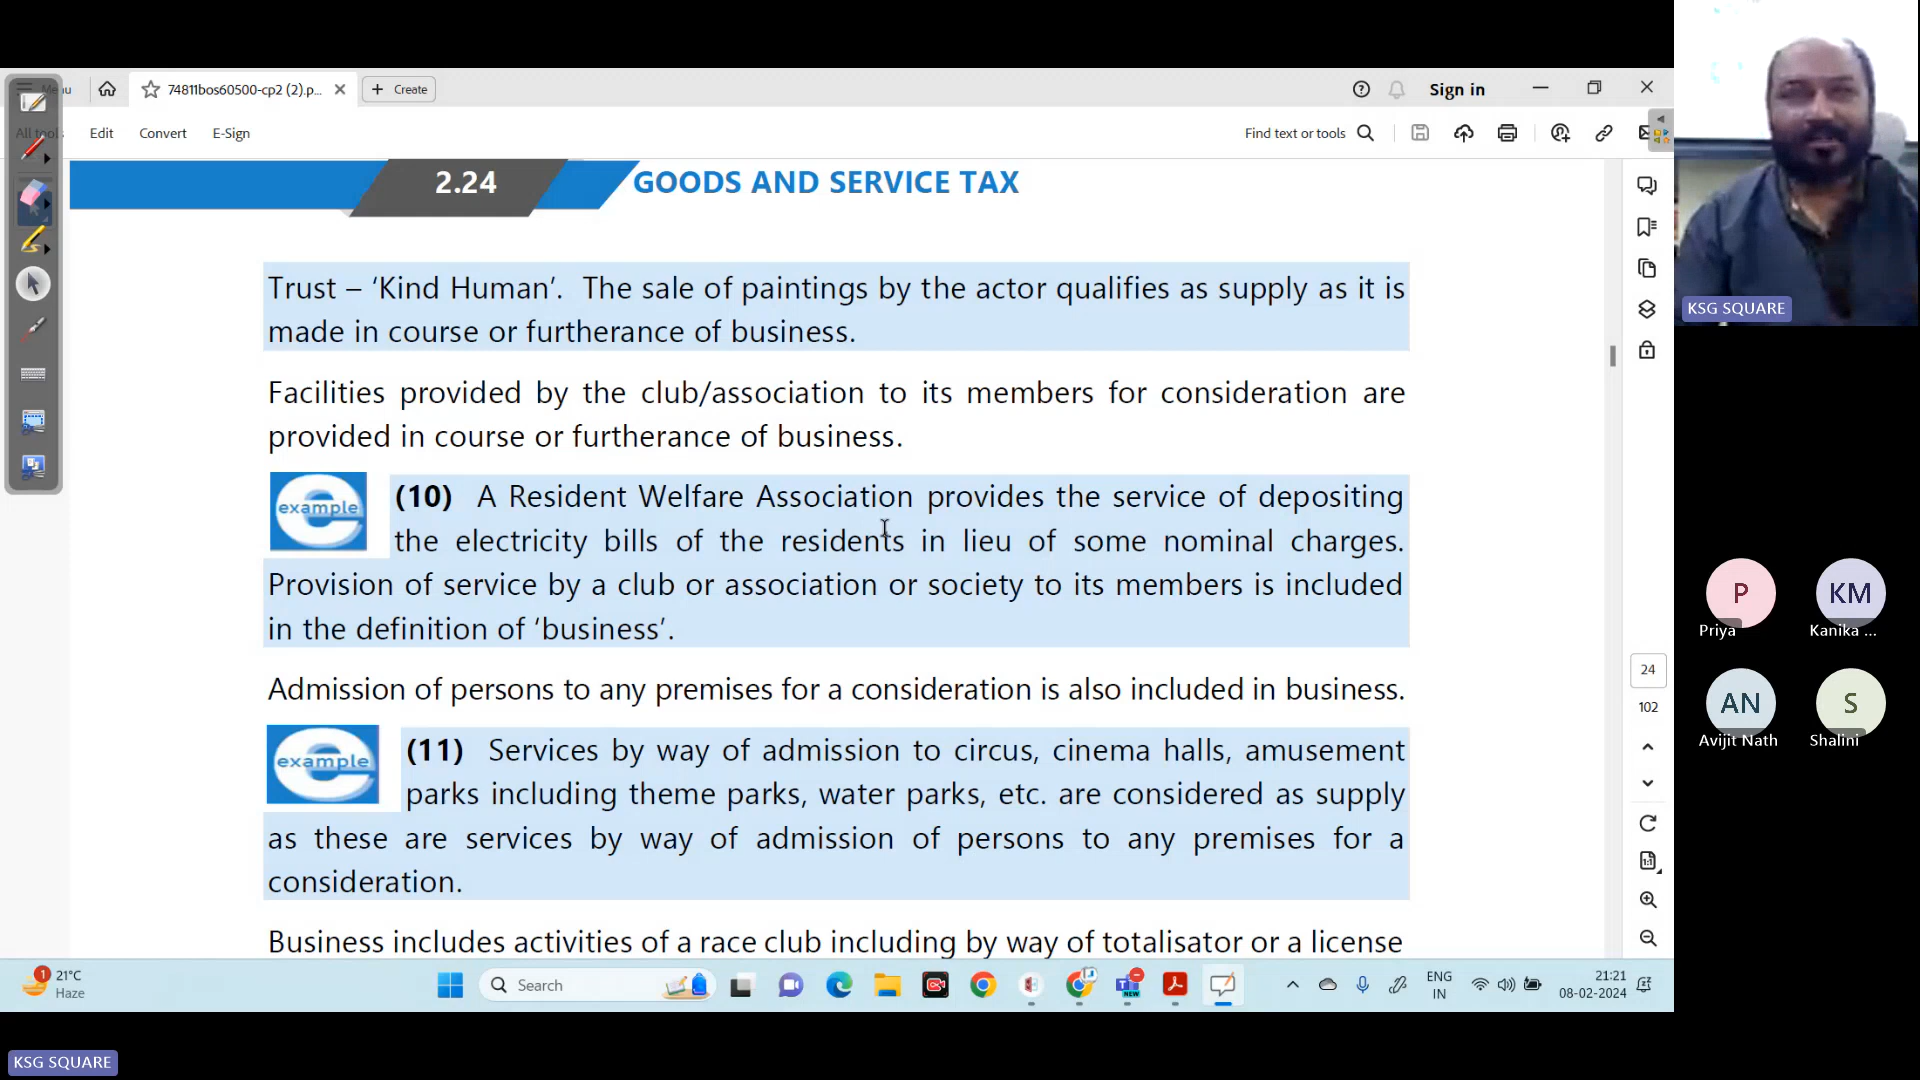 Menu
74811bos60500-cp2 (2).p...
Create
Sign in
All tools
Edit
Convert
E-Sign
Find text or tools
2.24
GOODS AND SERVICE TAX
Trust – ‘Kind Human’. The sale of paintings by the actor qualifies as supply as it is
made in course or furtherance of business.
Facilities provided by the club/association to its members for consideration are
provided in course or furtherance of business.
example
(10) A Resident Welfare Association provides the service of depositing
the electricity bills of the residents in lieu of some nominal charges.
Provision of service by a club or association or society to its members is included
in the definition of ‘business’.
Admission of persons to any premises for a consideration is also included in business.
example
(11) Services by way of admission to circus, cinema halls, amusement
parks including theme parks, water parks, etc. are considered as supply
as these are services by way of admission of persons to any premises for a
consideration.
Business includes activities of a race club including by way of totalisator or a license
24
102
1:1
KSG SQUARE
P
Priya
KM
Kanika ...
AN
Avijit Nath
S
Shalini
1
21°C
Haze
Search
NEW
ENG
IN
21:21
08-02-2024
KSG SQUARE